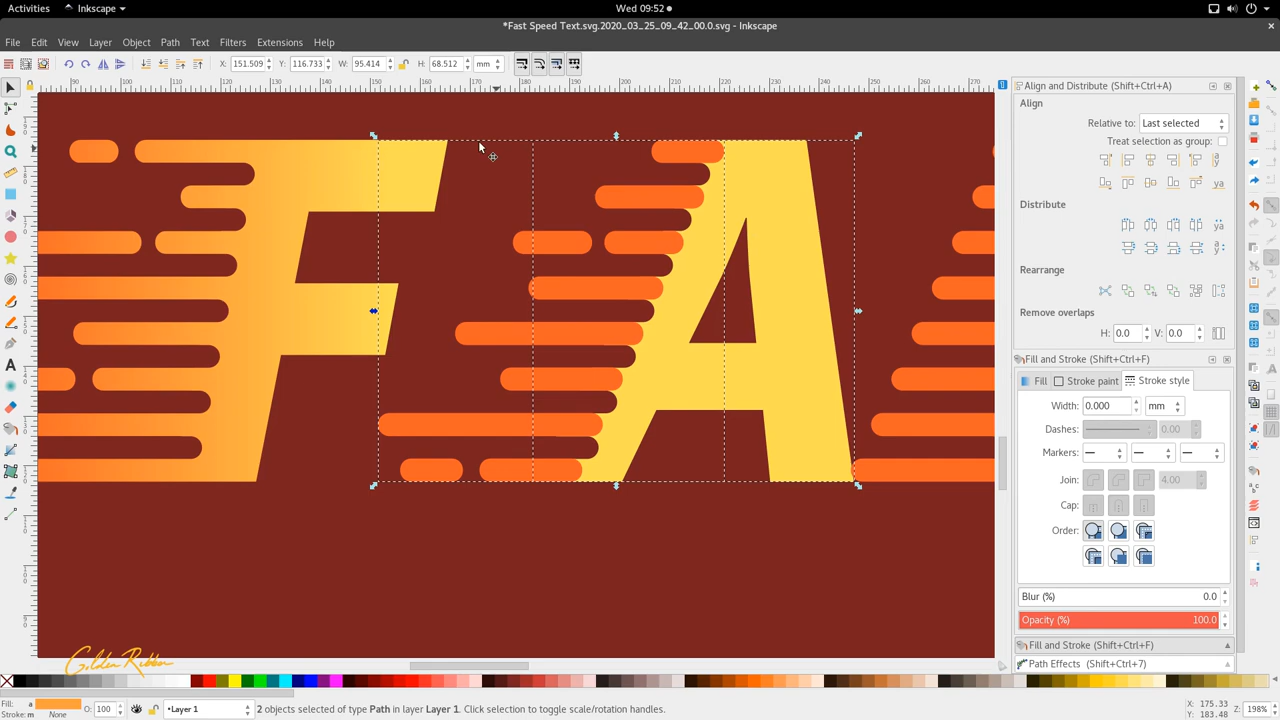 Activities Inkscape Wed 09:52
*Fast Speed Text.svg.2020_03_25_09_42_00.0.svg - Inkscape
File Edit View Layer Object Path Text Filters Extensions Help
X: 151.509 Y: 116.733 W: 95.414 H: 68.512 mm
Align and Distribute (Shift+Ctrl+A)
Align
Relative to: Last selected
Treat selection as group:
Distribute
Rearrange
Remove overlaps
H: 0.0 V: 0.0
Fill and Stroke (Shift+Ctrl+F)
Fill Stroke paint Stroke style
Width: 0.000 mm
Dashes: 0.00
Markers:
Join: 4.00
Cap:
Order:
Blur (%) 0.0
Opacity (%) 100.0
Fill and Stroke (Shift+Ctrl+F)
Path Effects (Shift+Ctrl+7)
FA
Golden Ribbon
Fill: a O: 100 •Layer 1 2 objects selected of type Path in layer Layer 1. Click selection to toggle scale/rotation handles. X: 175.33 Z: 198%
Stroke: m None Y: 183.48